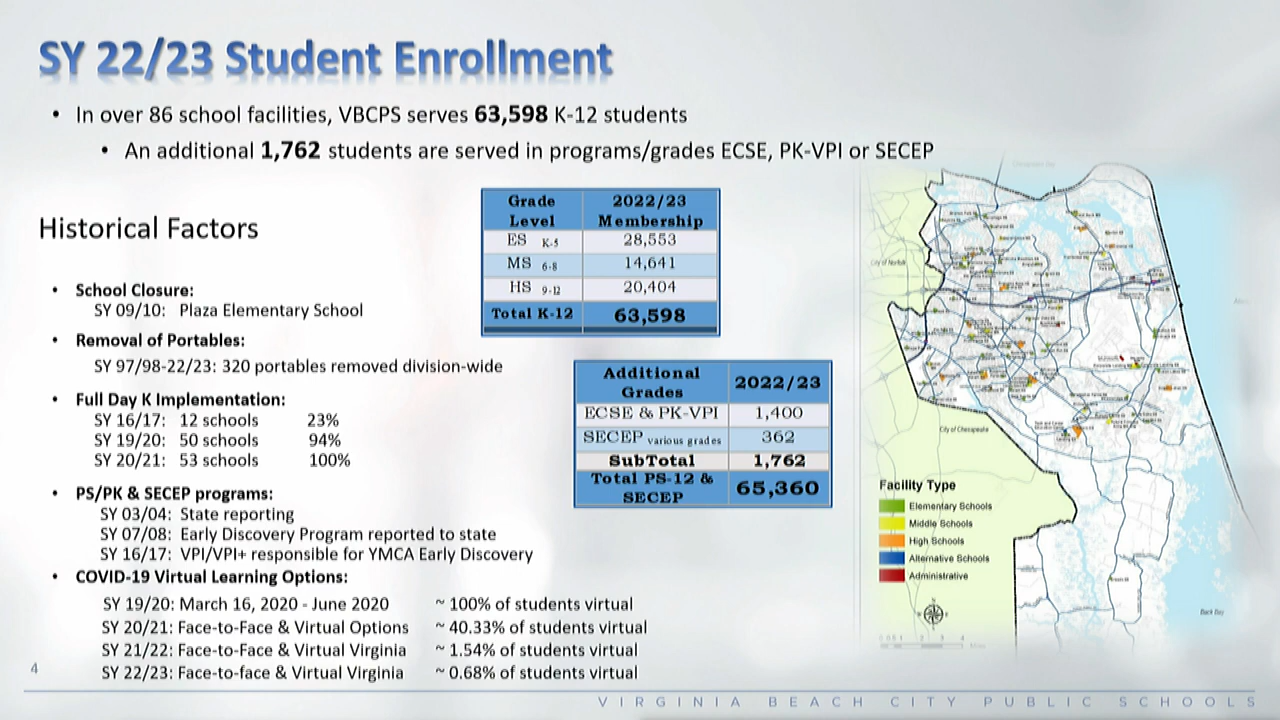 SY 22/23 Student Enrollment
• In over 86 school facilities, VBCPS serves 63,598 K-12 students
• An additional 1,762 students are served in programs/grades ECSE, PK-VPI or SECEP
Historical Factors
• School Closure:
SY 09/10: Plaza Elementary School
• Removal of Portables:
SY 97/98-22/23: 320 portables removed division-wide
• Full Day K Implementation:
SY 16/17: 12 schools 23%
SY 19/20: 50 schools 94%
SY 20/21: 53 schools 100%
• PS/PK & SECEP programs:
SY 03/04: State reporting
SY 07/08: Early Discovery Program reported to state
SY 16/17: VPI/VPI+ responsible for YMCA Early Discovery
• COVID-19 Virtual Learning Options:
SY 19/20: March 16, 2020 - June 2020 ~ 100% of students virtual
SY 20/21: Face-to-Face & Virtual Options ~ 40.33% of students virtual
SY 21/22: Face-to-Face & Virtual Virginia ~ 1.54% of students virtual
SY 22/23: Face-to-face & Virtual Virginia ~ 0.68% of students virtual
Grade Level 2022/23 Membership
ES K-5 28,553
MS 6-8 14,641
HS 9-12 20,404
Total K-12 63,598
Additional Grades 2022/23
ECSE & PK-VPI 1,400
SECEP various grades 362
SubTotal 1,762
Total PS-12 & SECEP 65,360
Chesapeake Bay
City of Norfolk
City of Chesapeake
Back Bay
Facility Type
Elementary Schools
Middle Schools
High Schools
Alternative Schools
Administrative
4
VIRGINIA BEACH CITY PUBLIC SCHOOLS